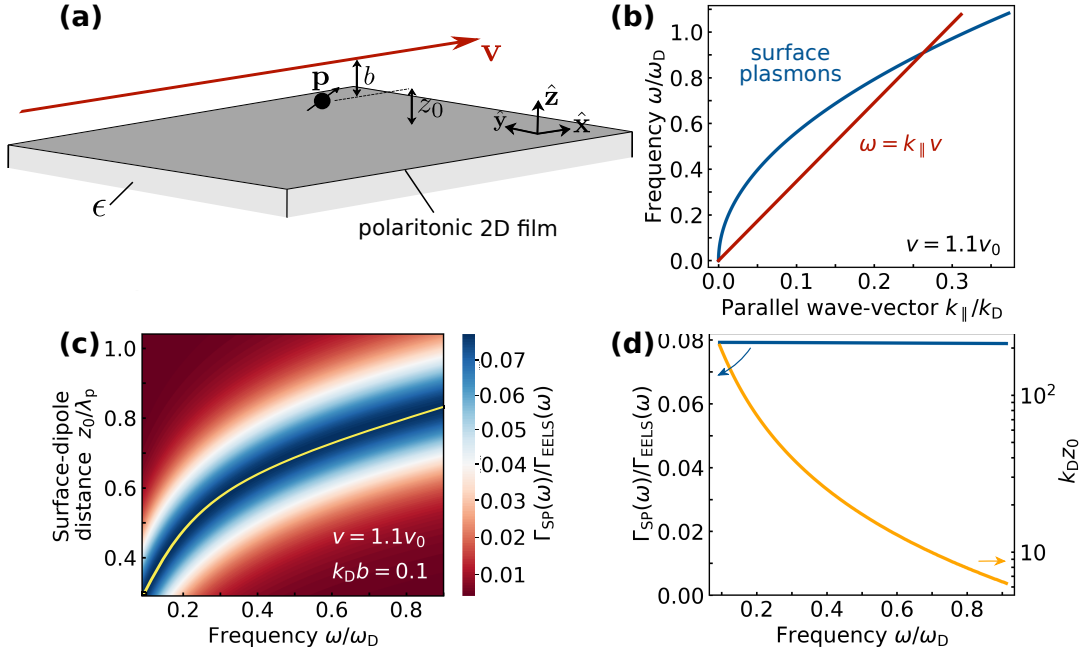 (a)
v
p
b
z₀
ẑ
ŷ
x̂
ϵ
polaritonic 2D film
(b)
Frequency ω/ω_D
1.0
0.8
0.6
0.4
0.2
0.0
surface
plasmons
ω = k_∥ v
v = 1.1v₀
0
0.1
0.2
0.3
Parallel wave-vector k_∥/k_D
(c)
Surface-dipole
distance z₀/λ_p
1.0
0.8
0.6
0.4
v = 1.1v₀
k_D b = 0.1
0.2
0.4
0.6
0.8
Frequency ω/ω_D
0.07
0.06
0.05
0.04
0.03
0.02
0.01
Γ_SP(ω)/Γ_EELS(ω)
(d)
Γ_SP(ω)/Γ_EELS(ω)
0.08
0.06
0.04
0.02
0.00
0.2
0.4
0.6
0.8
Frequency ω/ω_D
10²
10
k_D z₀